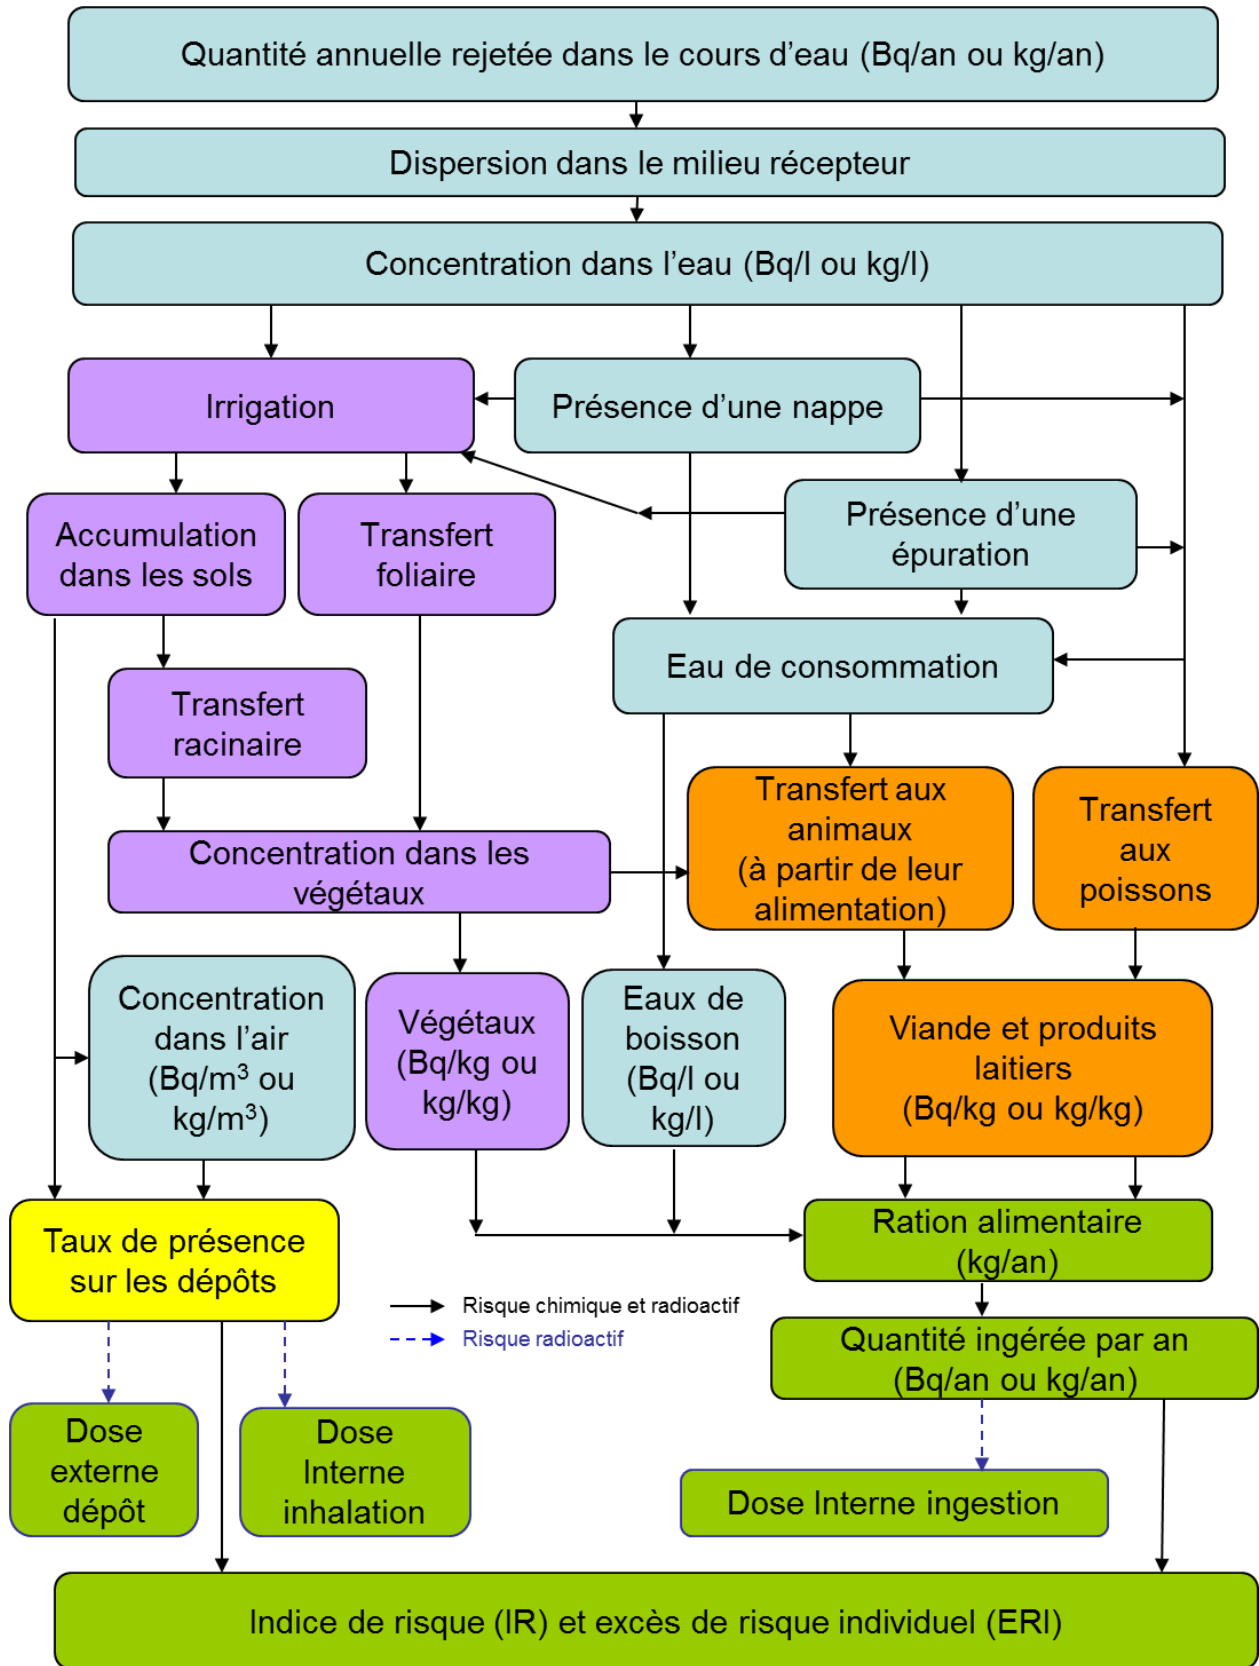 Quantité annuelle rejetée dans le cours d'eau (Bq/an ou kg/an)
Dispersion dans le milieu récepteur
Concentration dans l'eau (Bq/l ou kg/l)
Irrigation
Présence d'une nappe
Accumulation
dans les sols
Transfert
foliaire
Présence d'une
épuration
Eau de consommation
Transfert
racinaire
Transfert aux
animaux
(à partir de leur
alimentation)
Transfert
aux
poissons
Concentration dans les
végétaux
Concentration
dans l'air
(Bq/m³ ou
kg/m³)
Végétaux
(Bq/kg ou
kg/kg)
Eaux de
boisson
(Bq/l ou
kg/l)
Viande et produits
laitiers
(Bq/kg ou kg/kg)
Taux de présence
sur les dépôts
Ration alimentaire
(kg/an)
Risque chimique et radioactif
Risque radioactif
Quantité ingérée par an
(Bq/an ou kg/an)
Dose
externe
dépôt
Dose
Interne
inhalation
Dose Interne ingestion
Indice de risque (IR) et excès de risque individuel (ERI)